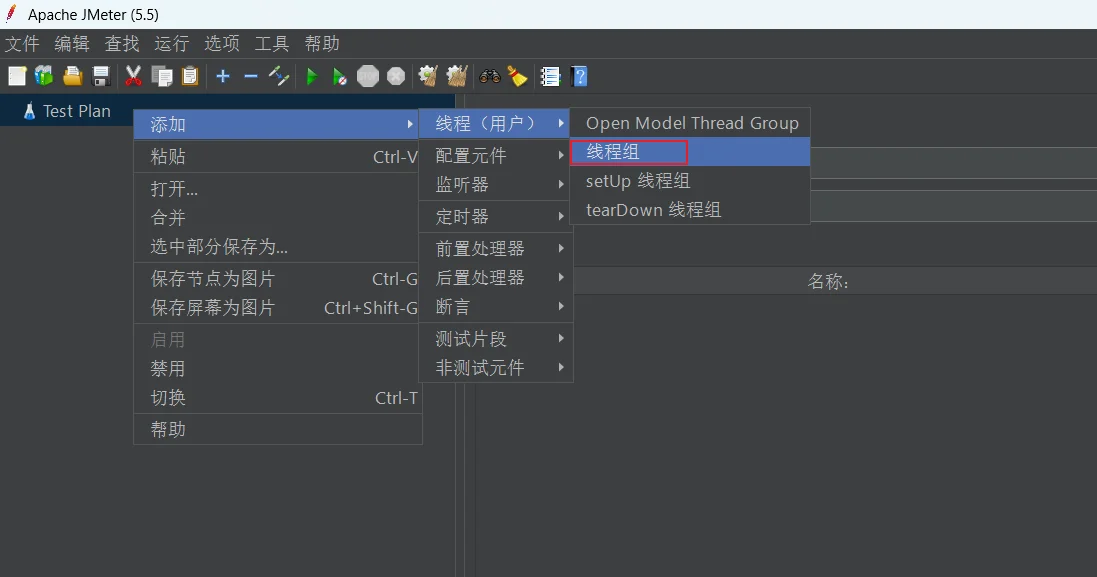 Apache JMeter (5.5)
文件 编辑 查找 运行 选项 工具 帮助
Test Plan
添加
粘贴 Ctrl-V
打开...
合并
选中部分保存为...
保存节点为图片 Ctrl-G
保存屏幕为图片 Ctrl+Shift-G
启用
禁用
切换 Ctrl-T
帮助
线程（用户）
配置元件
监听器
定时器
前置处理器
后置处理器
断言
测试片段
非测试元件
Open Model Thread Group
线程组
setUp 线程组
tearDown 线程组
名称: